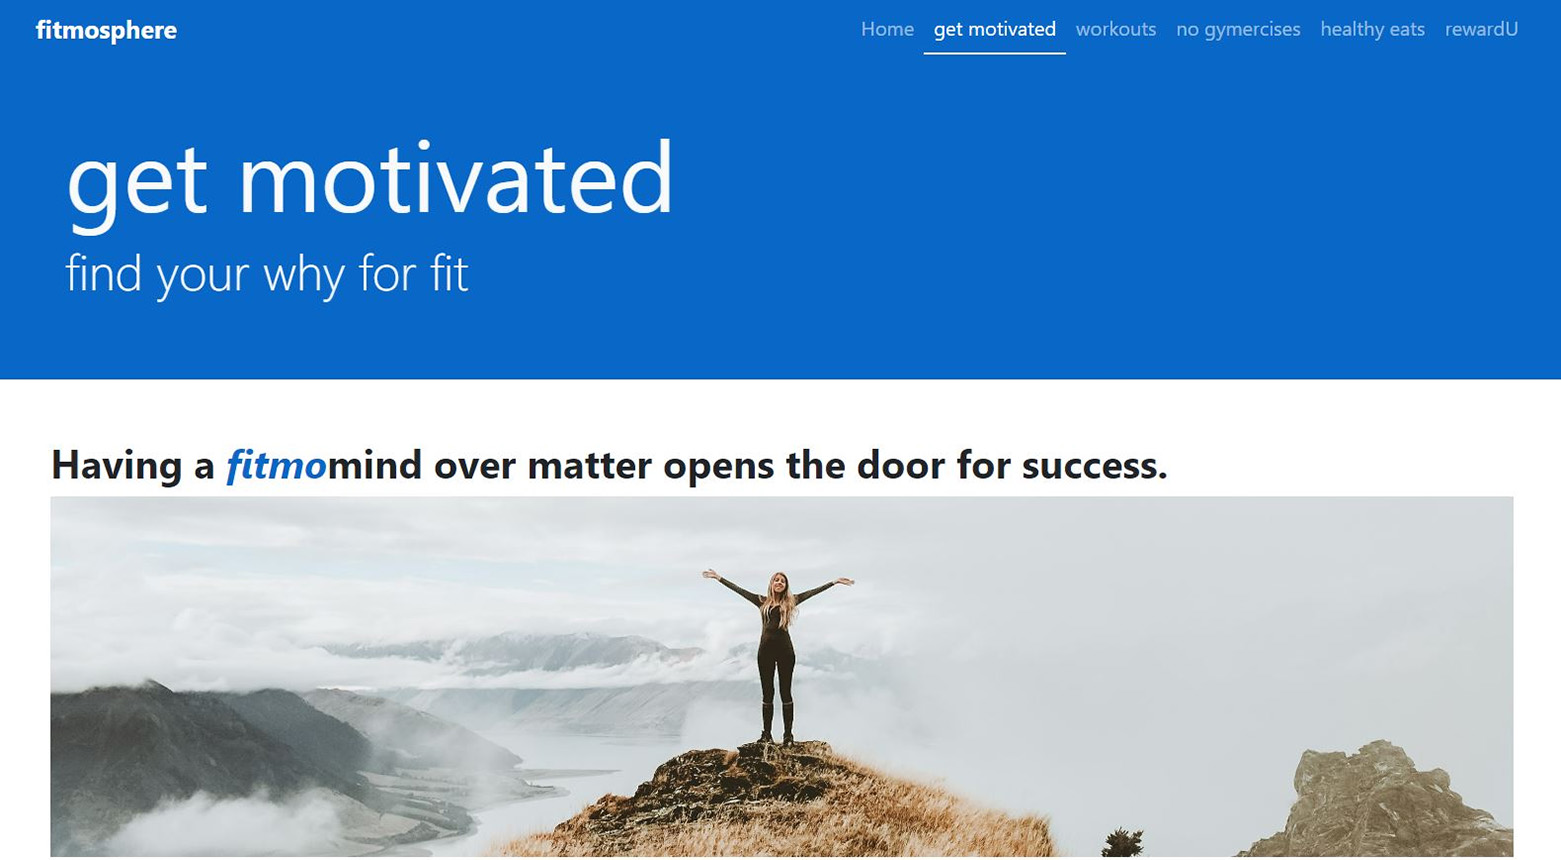 fitmosphere
Home get motivated workouts no gymercises healthy eats rewardU
get motivated
find your why for fit
Having a fitmomind over matter opens the door for success.